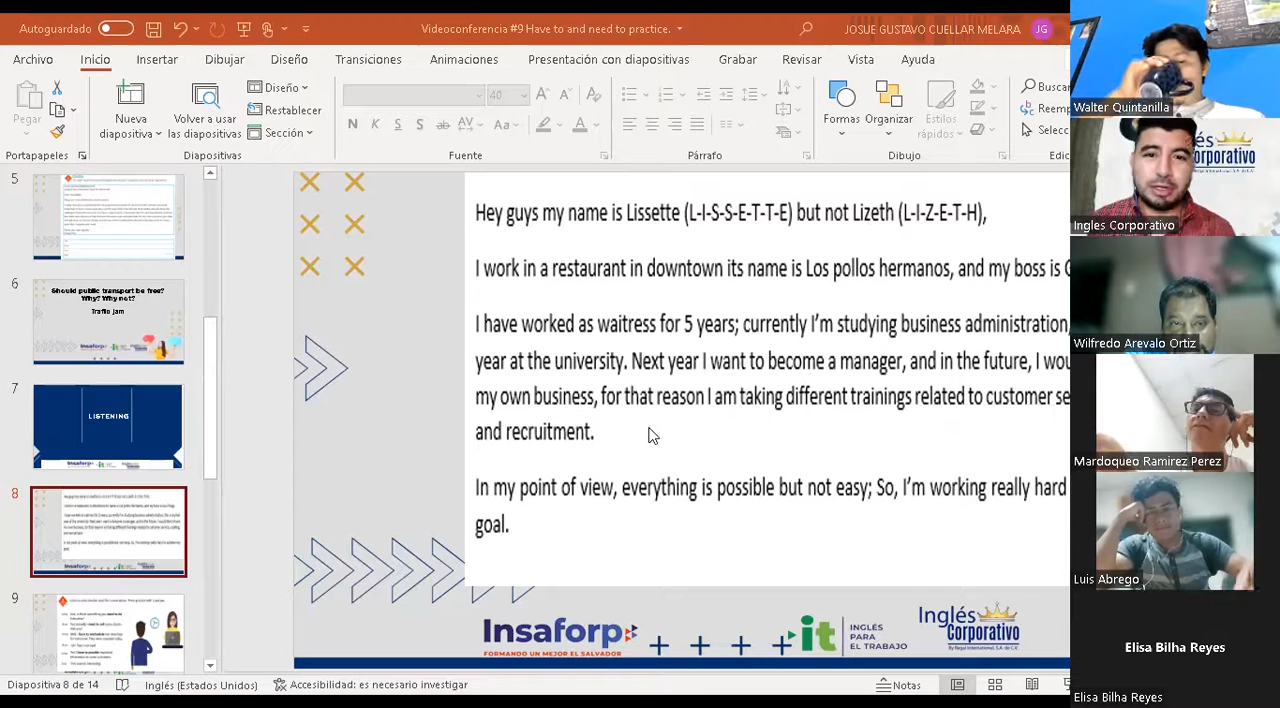 Autoguardado
Videoconferencia #9 Have to and need to practice.
JOSUE GUSTAVO CUELLAR MELARA
JG
Archivo Inicio Insertar Dibujar Diseño Transiciones Animaciones Presentación con diapositivas Grabar Revisar Vista Ayuda
Pegar
Nueva diapositiva
Volver a usar las diapositivas
Diseño
Restablecer
Sección
40
N K S ab
Aa
Formas
Organizar
Estilos rápidos
Portapapeles
Diapositivas
Fuente
Párrafo
Dibujo
5
6
Should public transport be free?
Why? Why not?
Trafic jam
7
LISTENING
8
9
Hey guys my name is Lissette (L-I-S-S-E-T-T-E) but not Lizeth (L-I-Z-E-T-H),
I work in a restaurant in downtown its name is Los pollos hermanos, and my boss is
I have worked as waitress for 5 years; currently I'm studying business administration,
year at the university. Next year I want to become a manager, and in the future, I
my own business, for that reason I am taking different trainings related to customer
and recruitment.
In my point of view, everything is possible but not easy; So, I'm working really hard
goal.
Insaforp
FORMANDO UN MEJOR EL SALVADOR
it
INGLÉS
PARA
EL TRABAJO
Inglés
Corporativo
By Regal International, S.A. de C.V.
Diapositiva 8 de 14
Inglés (Estados Unidos)
Accesibilidad: es necesario investigar
Notas
Walter Quintanilla
Ingles Corporativo
Wilfredo Arevalo Ortiz
Mardoqueo Ramirez Perez
Luis Abrego
Elisa Bilha Reyes
Elisa Bilha Reyes